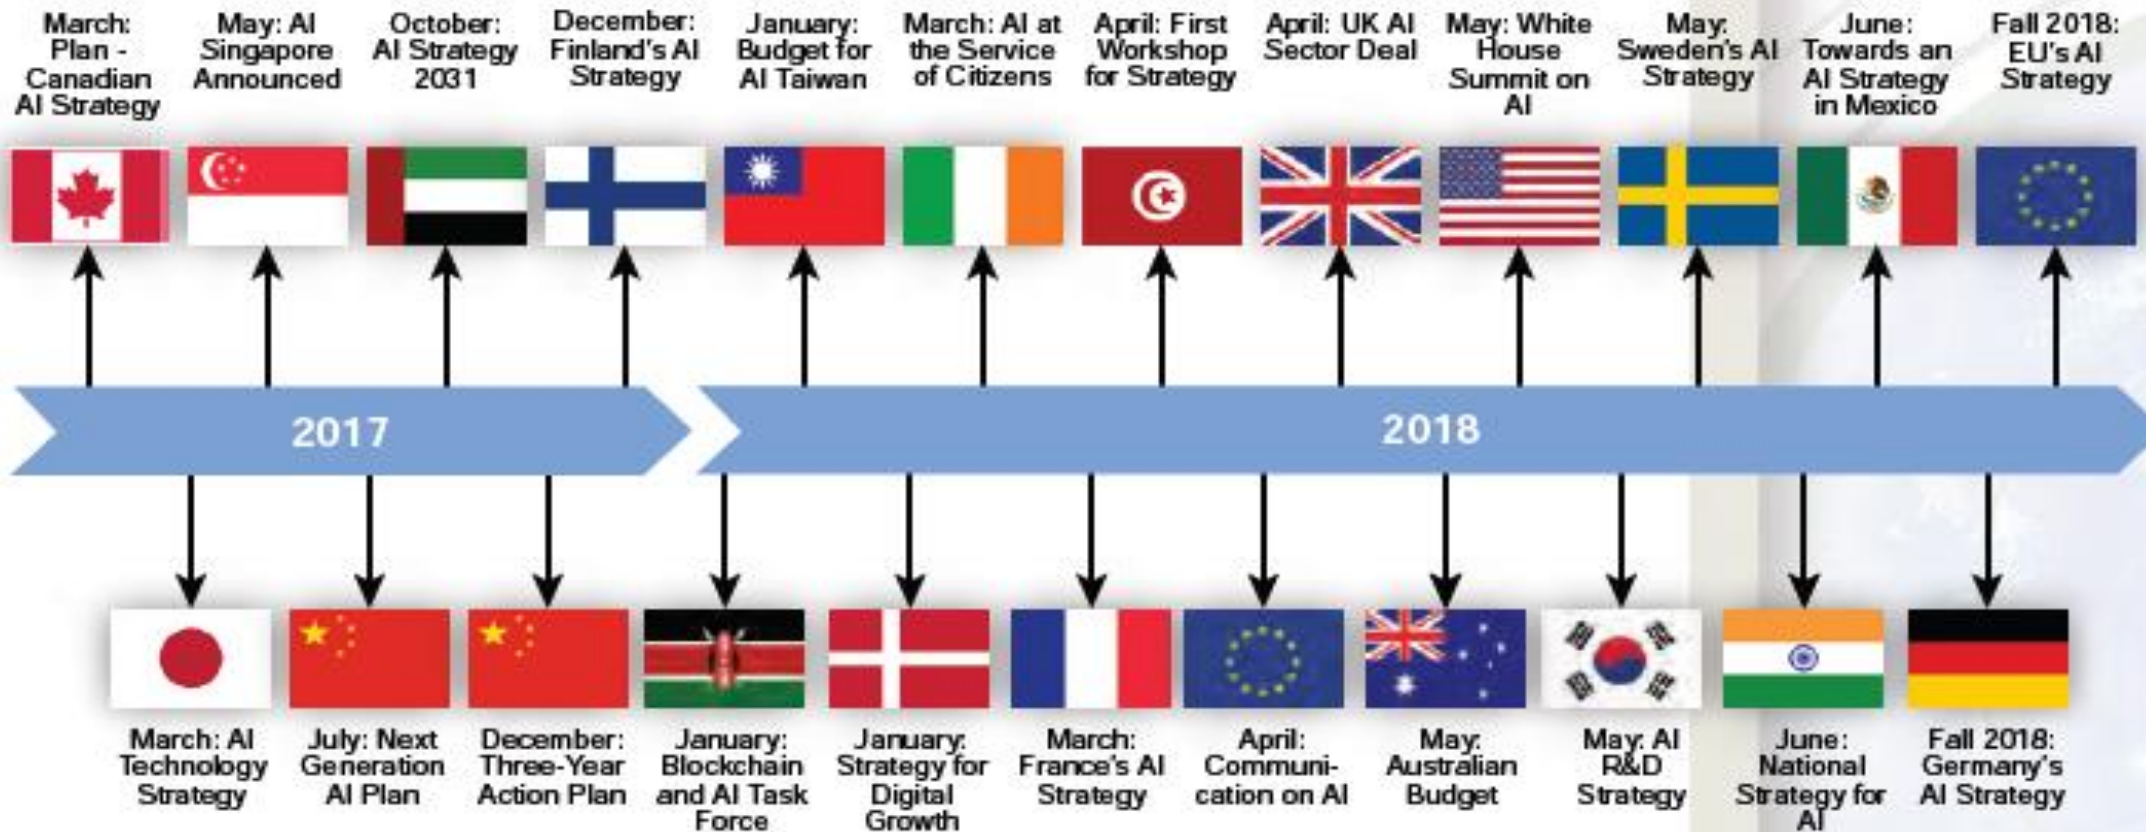 March:
Plan -
Canadian
AI Strategy
May: AI
Singapore
Announced
October:
AI Strategy
2031
December:
Finland's AI
Strategy
January:
Budget for
AI Taiwan
March: AI at
the Service
of Citizens
April: First
Workshop
for Strategy
April: UK AI
Sector Deal
May: White
House
Summit on
AI
May:
Sweden's AI
Strategy
June:
Towards an
AI Strategy
in Mexico
Fall 2018:
EU's AI
Strategy
2017
2018
March: AI
Technology
Strategy
July: Next
Generation
AI Plan
December:
Three-Year
Action Plan
January:
Blockchain
and AI Task
Force
January:
Strategy for
Digital
Growth
March:
France's AI
Strategy
April:
Communi-
cation on AI
May:
Australian
Budget
May: AI
R&D
Strategy
June:
National
Strategy for
AI
Fall 2018:
Germany's
AI Strategy